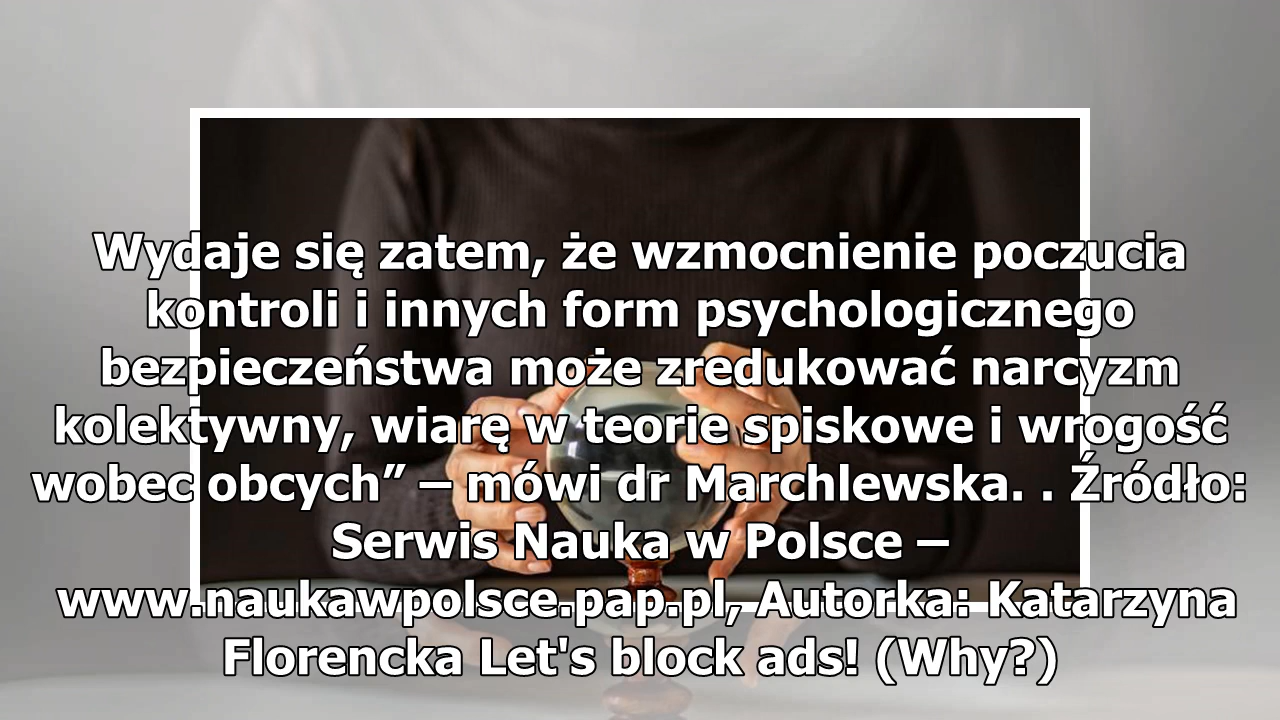 Wydaje się zatem, że wzmocnienie poczucia
kontroli i innych form psychologicznego
bezpieczeństwa może zredukować narcyzm
kolektywny, wiarę w teorie spiskowe i wrogość
wobec obcych” – mówi dr Marchlewska. . Źródło:
Serwis Nauka w Polsce –
www.naukawpolsce.pap.pl, Autorka: Katarzyna
Florencka Let's block ads! (Why?)